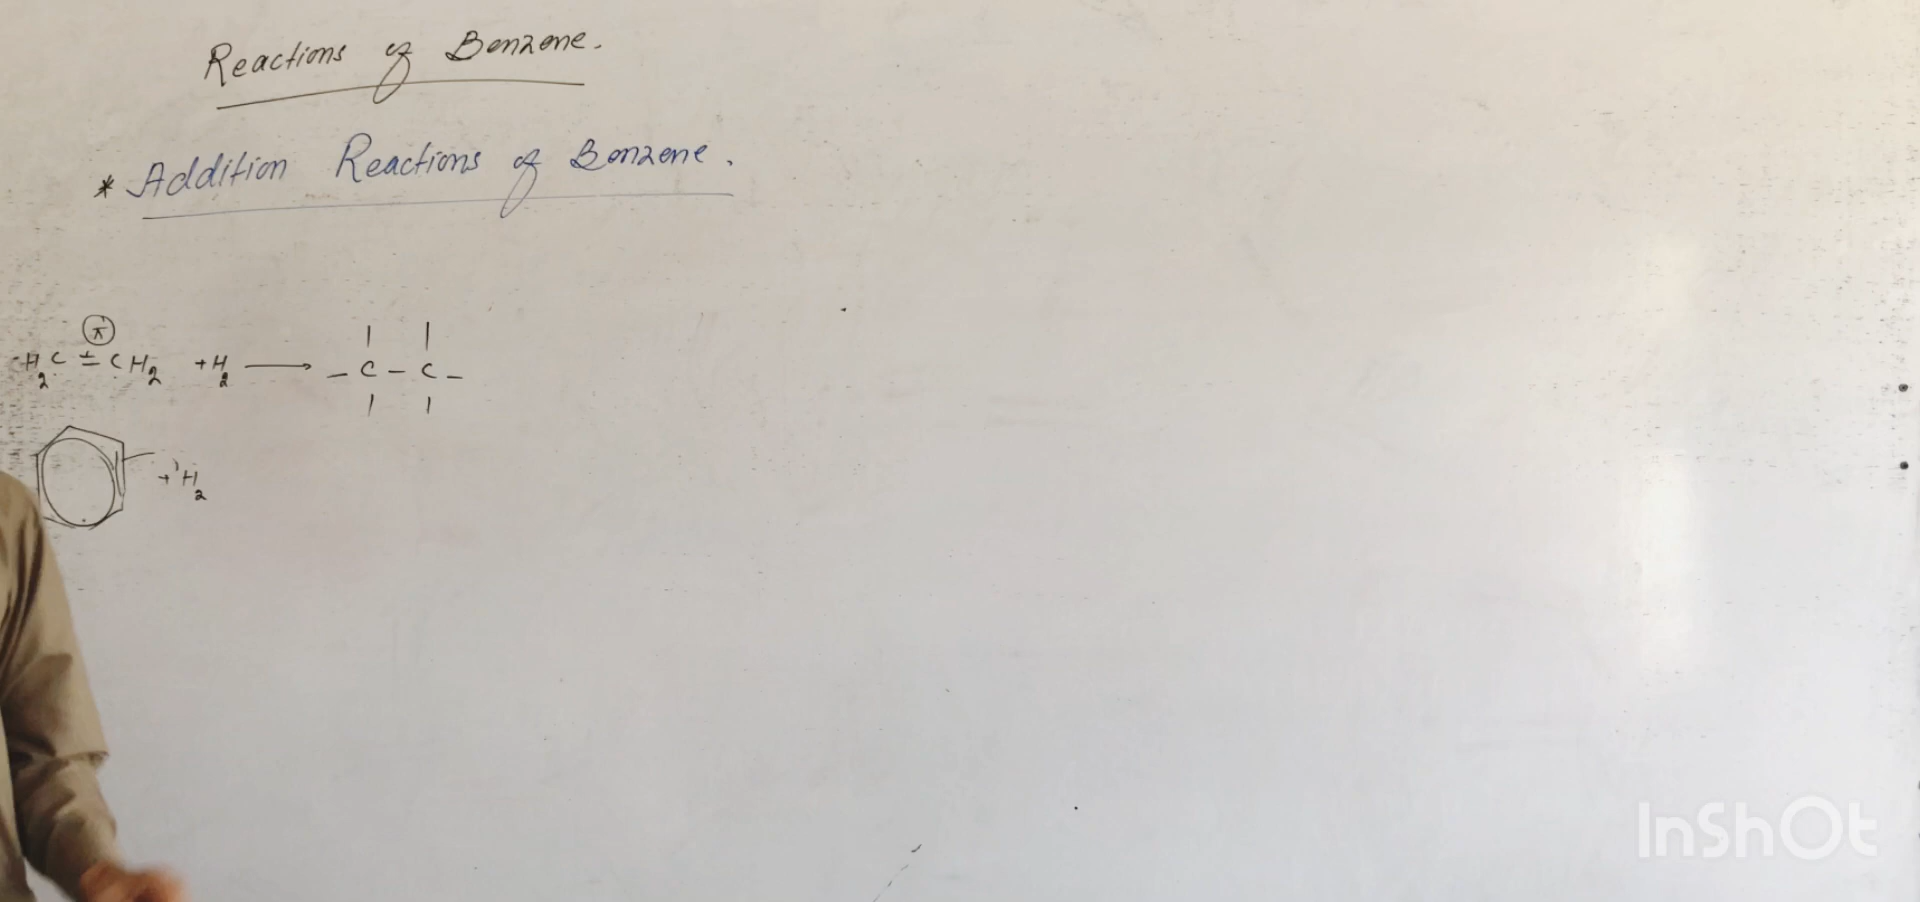 Reactions of Benzene.
* Addition Reactions of Benzene.
π
H2C = CH2 + H2 → - C - C -
+ H2
InShOt